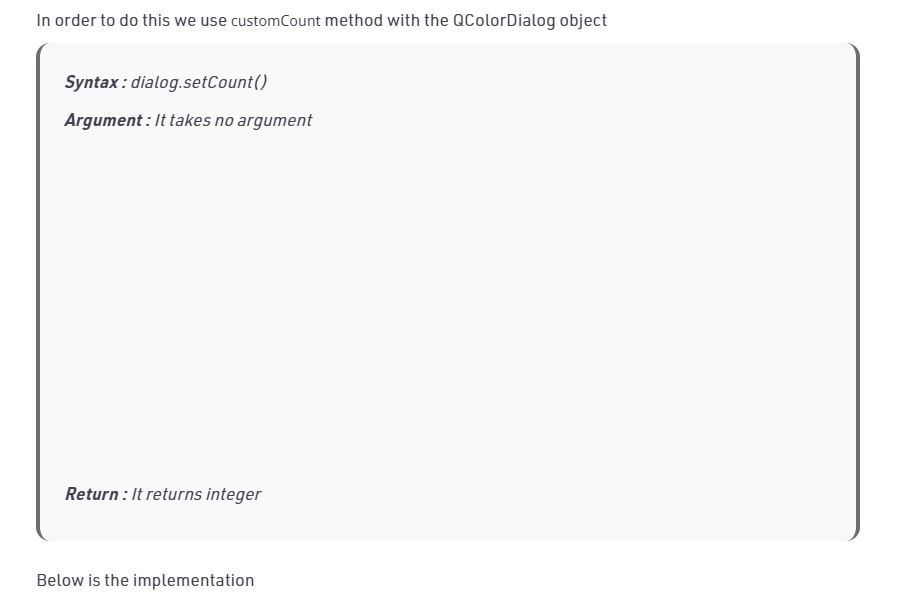 In order to do this we use customCount method with the QColorDialog object
Syntax : dialog.setCount()
Argument : It takes no argument
Return : It returns integer
Below is the implementation